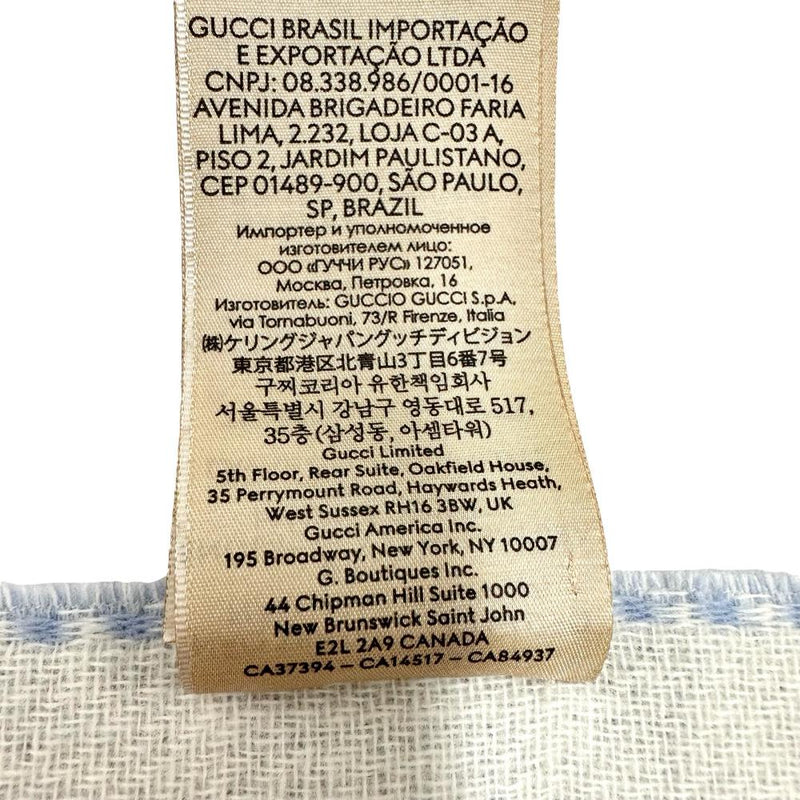 GUCCI BRASIL IMPORTAÇÃO
E EXPORTAÇÃO LTDA
CNPJ: 08.338.986/0001-16
AVENIDA BRIGADEIRO FARIA
LIMA, 2.232, LOJA C-03 A,
PISO 2, JARDIM PAULISTANO,
CEP 01489-900, SÃO PAULO,
SP, BRAZIL
Импортер и уполномоченное
изготовителем лицо:
ООО «ГУЧЧИ РУС» 127051,
Москва, Петровка, 16
Изготовитель: GUCCIO GUCCI S.p.A,
via Tornabuoni, 73/R Firenze, Italia
㈱ケリングジャパングッチディビジョン
東京都港区北青山3丁目6番7号
구찌코리아 유한책임회사
서울특별시 강남구 영동대로 517,
35층(삼성동, 아셈타워)
Gucci Limited
5th Floor, Rear Suite, Oakfield House,
35 Perrymount Road, Haywards Heath,
West Sussex RH16 3BW, UK
Gucci America Inc.
195 Broadway, New York, NY 10007
G. Boutiques Inc.
44 Chipman Hill Suite 1000
New Brunswick Saint John
E2L 2A9 CANADA
CA37394 – CA14517 – CA84937